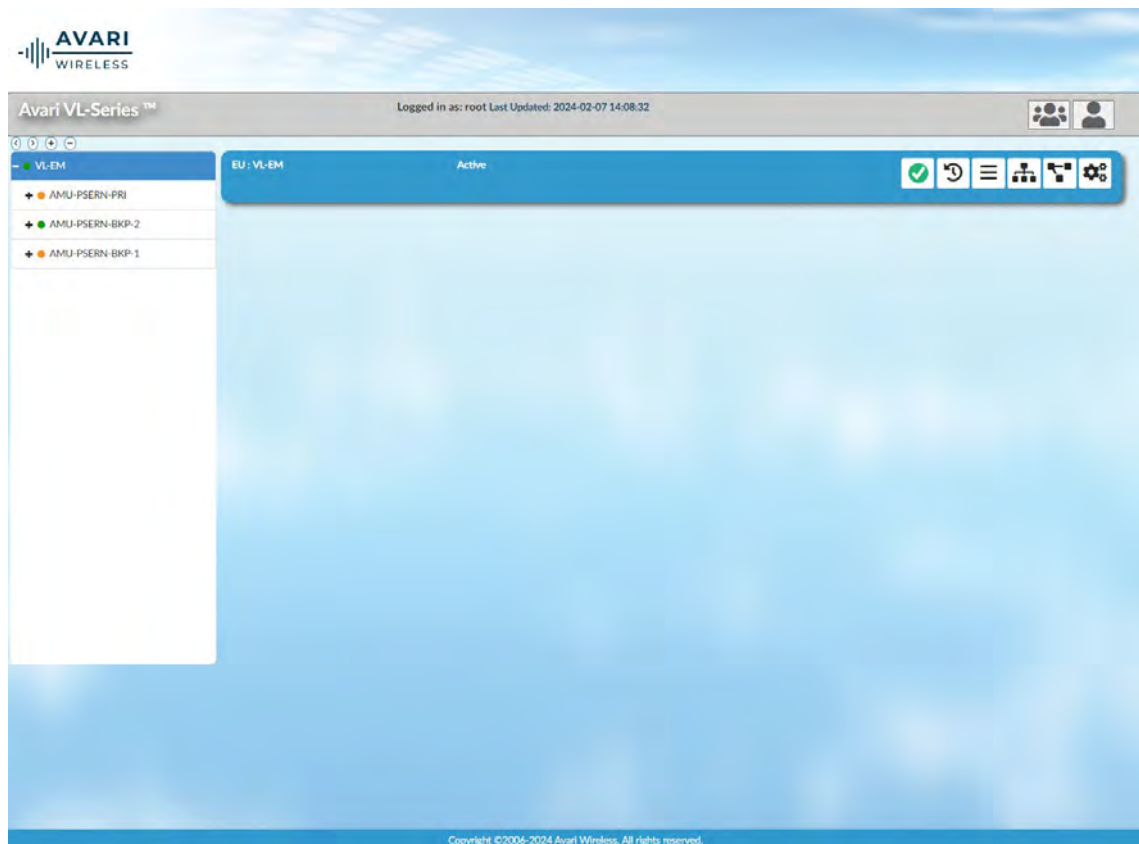 AVARI
WIRELESS
Avari VL-Series ™
Logged in as: root Last Updated: 2024-02-07 14:08:32
VL-EM
AMU-PSERN-PRI
AMU-PSERN-BKP-2
AMU-PSERN-BKP-1
EU : VL-EM
Active
Copyright ©2006-2024 Avari Wireless. All rights reserved.